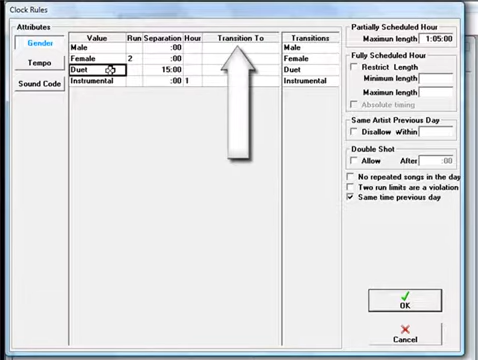 Clock Rules
Attributes
Gender
Tempo
Sound Code
Value Run Separation Hour Transition To Transitions
Male :00 Male
Female 2 :00 Female
Duet 15:00 Duet
Instrumental :00 1 Instrumental
Partially Scheduled Hour
Maximun length 1:05:00
Fully Scheduled Hour
Restrict Length
Minimum length
Maximun length
Absolute timing
Same Artist Previous Day
Disallow Within
Double Shot
Allow After :00
No repeated songs in the day
Two run limits are a violation
Same time previous day
OK
Cancel